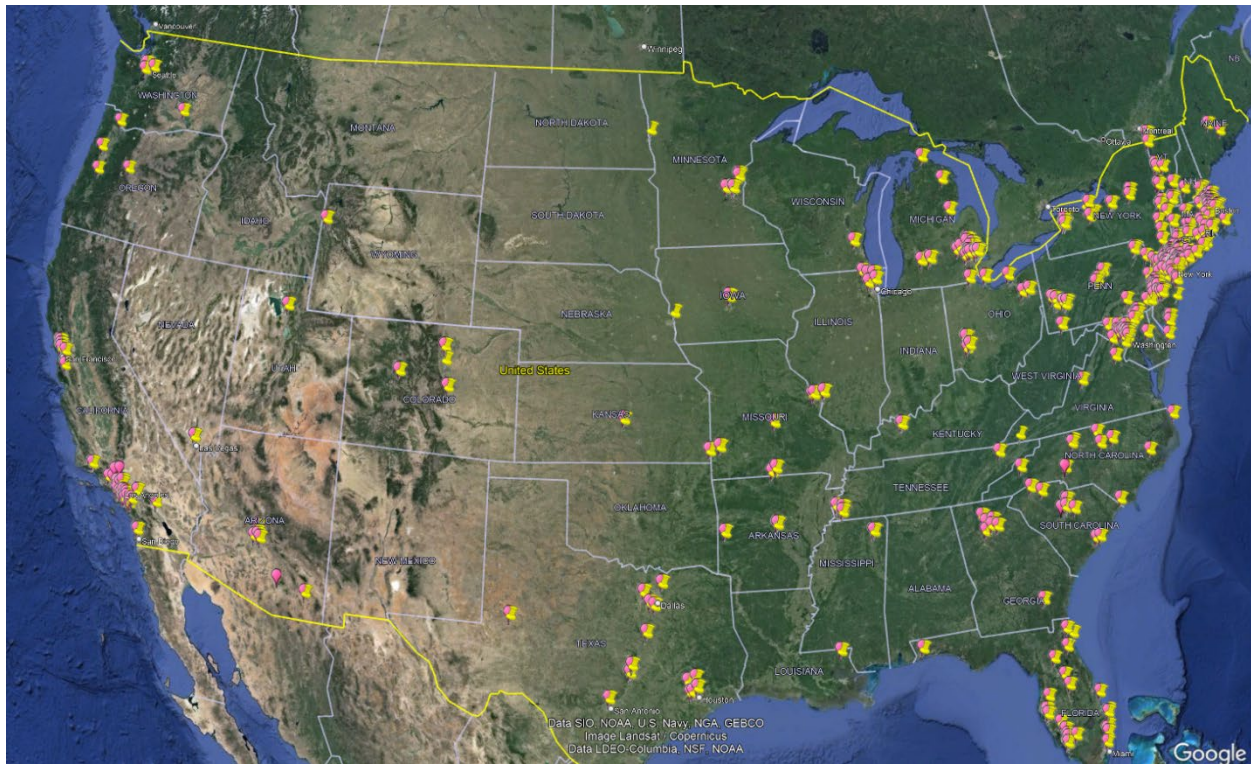 Vancouver
Winnipeg
Seattle
WASHINGTON
NB
MAINE
MONTANA
NORTH DAKOTA
Montreal
Ottawa
MINNESOTA
VT
OREGON
IDAHO
SOUTH DAKOTA
WISCONSIN
MICHIGAN
Toronto
NEW YORK
WYOMING
Chicago
New York
IOWA
PENN
NEVADA
NEBRASKA
ILLINOIS
INDIANA
OHIO
Washington
San Francisco
UTAH
United States
WEST VIRGINIA
COLORADO
CALIFORNIA
KANSAS
MISSOURI
VIRGINIA
KENTUCKY
Las Vegas
NORTH CAROLINA
TENNESSEE
Los Angeles
OKLAHOMA
ARIZONA
ARKANSAS
SOUTH CAROLINA
San Diego
NEW MEXICO
MISSISSIPPI
ALABAMA
GEORGIA
Dallas
TEXAS
LOUISIANA
Houston
San Antonio
FLORIDA
Miami
Data SIO, NOAA, U.S. Navy, NGA, GEBCO
Image Landsat / Copernicus
Data LDEO-Columbia, NSF, NOAA
Google